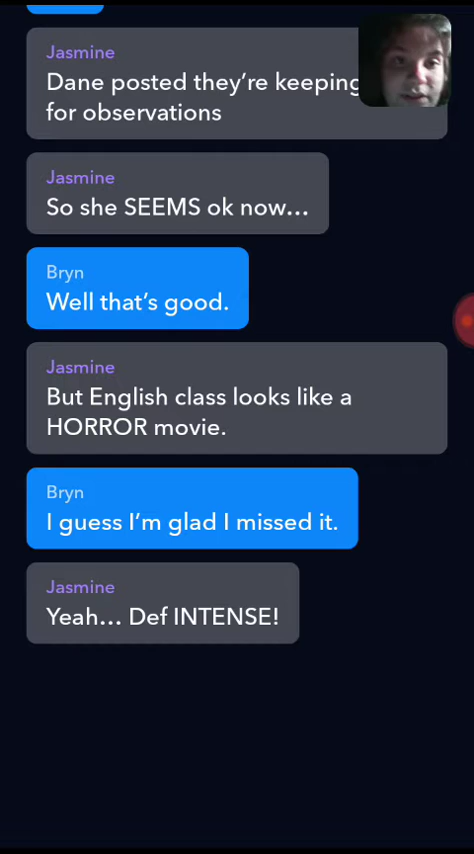 Jasmine
Dane posted they’re keeping
for observations
Jasmine
So she SEEMS ok now...
Bryn
Well that’s good.
Jasmine
But English class looks like a
HORROR movie.
Bryn
I guess I’m glad I missed it.
Jasmine
Yeah... Def INTENSE!